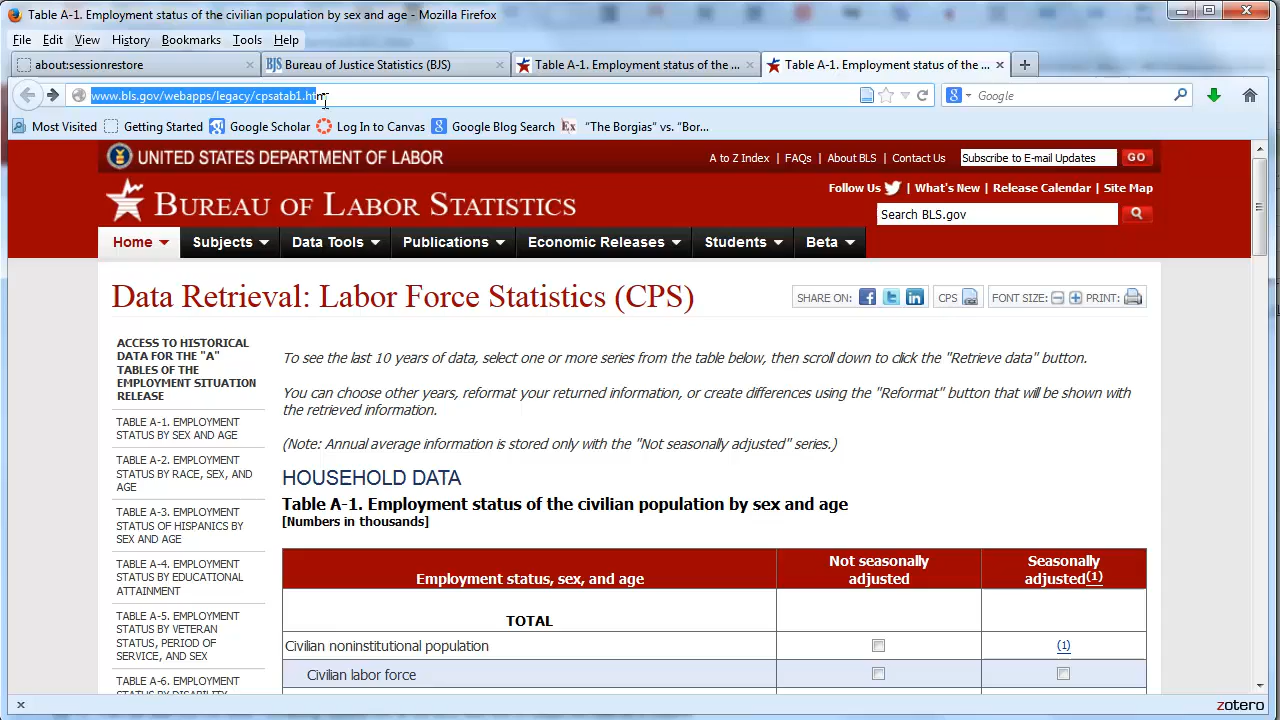 Table A-1. Employment status of the civilian population by sex and age - Mozilla Firefox
File Edit View History Bookmarks Tools Help
about:sessionrestore
BJS Bureau of Justice Statistics (BJS)
Table A-1. Employment status of the ...
Table A-1. Employment status of the ...
www.bls.gov/webapps/legacy/cpsatab1.htm
Google
Most Visited Getting Started Google Scholar Log In to Canvas Google Blog Search Ex "The Borgias" vs. "Bor...
UNITED STATES DEPARTMENT OF LABOR
A to Z Index | FAQs | About BLS | Contact Us Subscribe to E-mail Updates GO
Follow Us | What's New | Release Calendar | Site Map
BUREAU OF LABOR STATISTICS
Search BLS.gov
Home Subjects Data Tools Publications Economic Releases Students Beta
Data Retrieval: Labor Force Statistics (CPS)
SHARE ON: CPS FONT SIZE: PRINT:
ACCESS TO HISTORICAL
DATA FOR THE "A"
TABLES OF THE
EMPLOYMENT SITUATION
RELEASE
TABLE A-1. EMPLOYMENT
STATUS BY SEX AND AGE
TABLE A-2. EMPLOYMENT
STATUS BY RACE, SEX, AND
AGE
TABLE A-3. EMPLOYMENT
STATUS OF HISPANICS BY
SEX AND AGE
TABLE A-4. EMPLOYMENT
STATUS BY EDUCATIONAL
ATTAINMENT
TABLE A-5. EMPLOYMENT
STATUS BY VETERAN
STATUS, PERIOD OF
SERVICE, AND SEX
TABLE A-6. EMPLOYMENT
STATUS BY DISABILITY
To see the last 10 years of data, select one or more series from the table below, then scroll down to click the "Retrieve data" button.
You can choose other years, reformat your returned information, or create differences using the "Reformat" button that will be shown with
the retrieved information.
(Note: Annual average information is stored only with the "Not seasonally adjusted" series.)
HOUSEHOLD DATA
Table A-1. Employment status of the civilian population by sex and age
[Numbers in thousands]
Employment status, sex, and age
Not seasonally
adjusted
Seasonally
adjusted(1)
TOTAL
Civilian noninstitutional population
(1)
Civilian labor force
zotero